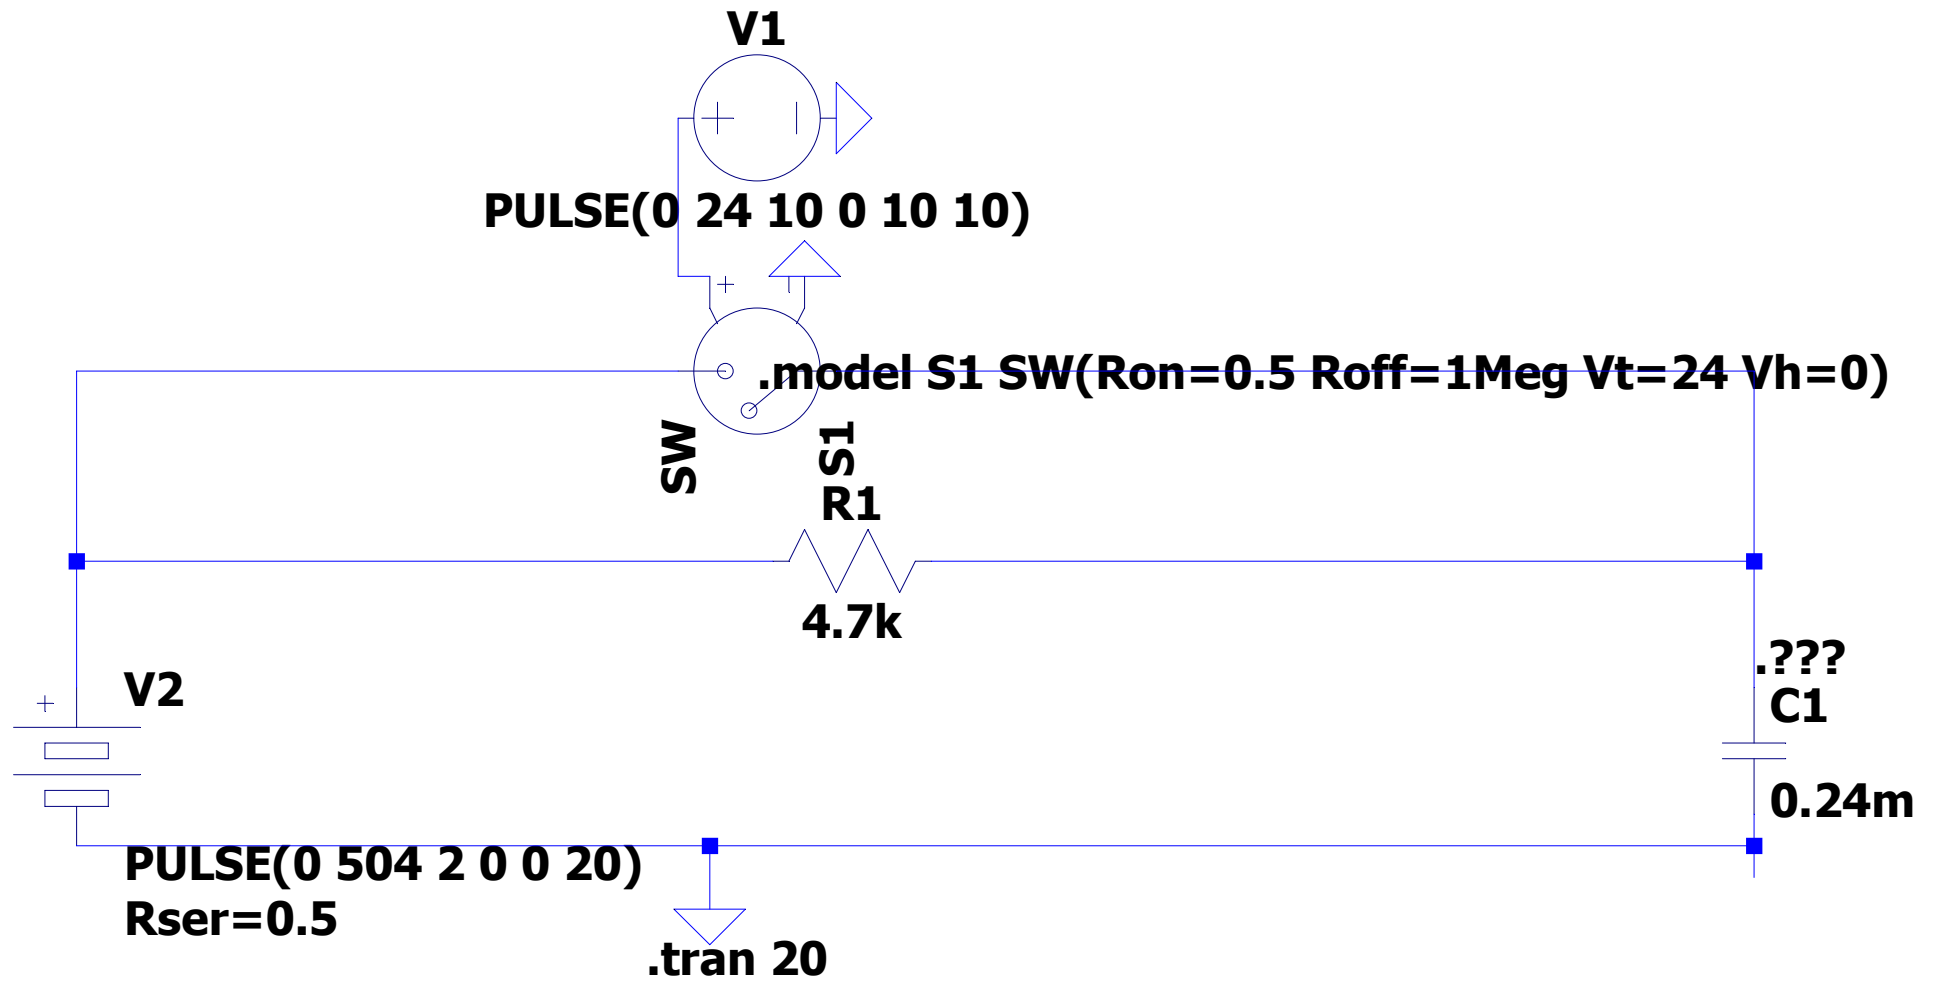 V1
+ −
PULSE(0 24 10 0 10 10)
+ −
.model S1 SW(Ron=0.5 Roff=1Meg Vt=24 Vh=0)
SW
S1
R1
4.7k
.???
C1
0.24m
V2
+
PULSE(0 504 2 0 0 20)
Rser=0.5
.tran 20